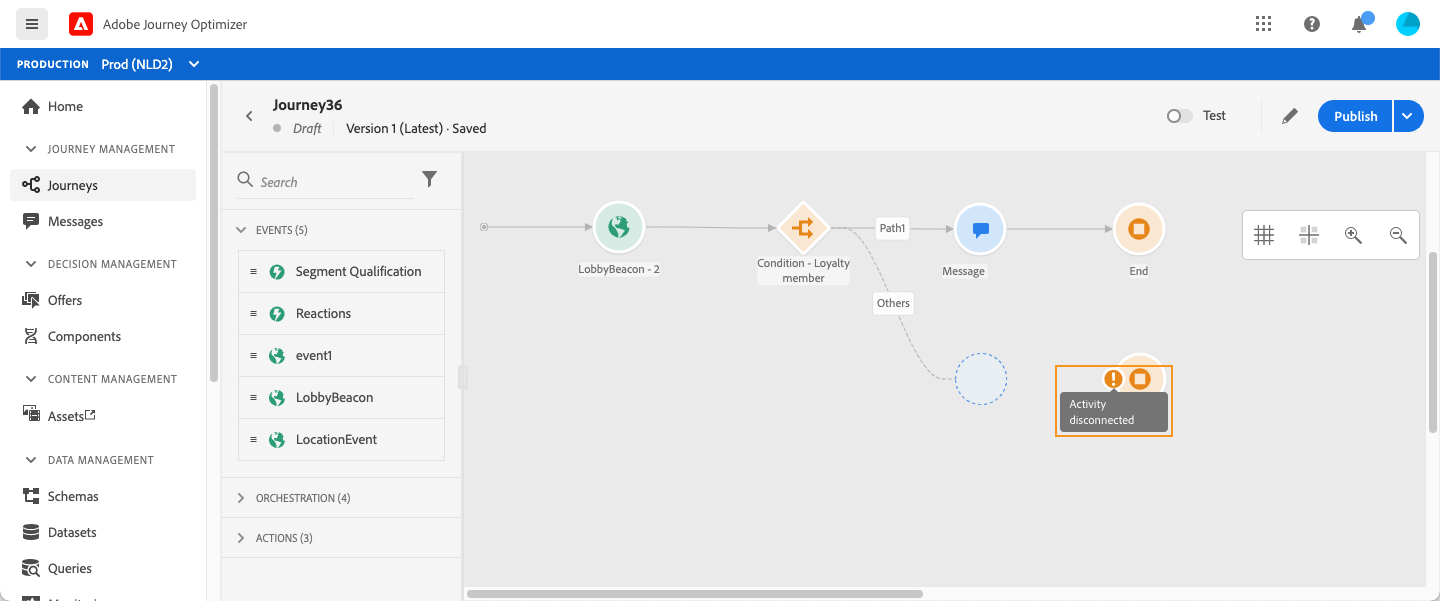 Adobe Journey Optimizer
PRODUCTION Prod (NLD2)
Home
JOURNEY MANAGEMENT
Journeys
Messages
DECISION MANAGEMENT
Offers
Components
CONTENT MANAGEMENT
Assets
DATA MANAGEMENT
Schemas
Datasets
Queries
Journey36
Draft Version 1 (Latest) · Saved
Test
Publish
Search
EVENTS (5)
Segment Qualification
Reactions
event1
LobbyBeacon
LocationEvent
ORCHESTRATION (4)
ACTIONS (3)
LobbyBeacon - 2
Condition - Loyalty
member
Path1
Others
Message
End
Activity
disconnected